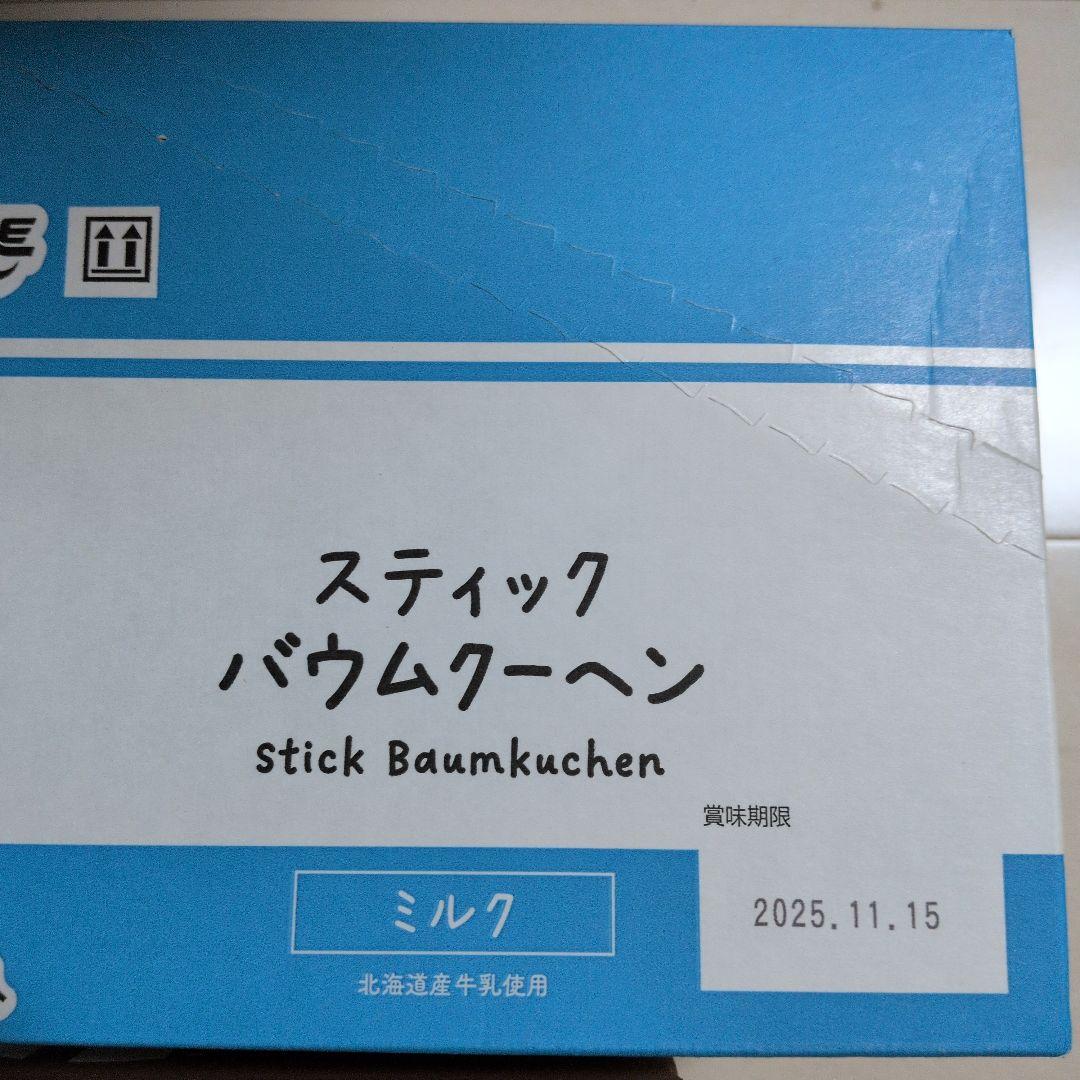 スティック
バウムクーヘン
stick Baumkuchen
賞味期限
2025.11.15
ミルク
北海道産牛乳使用